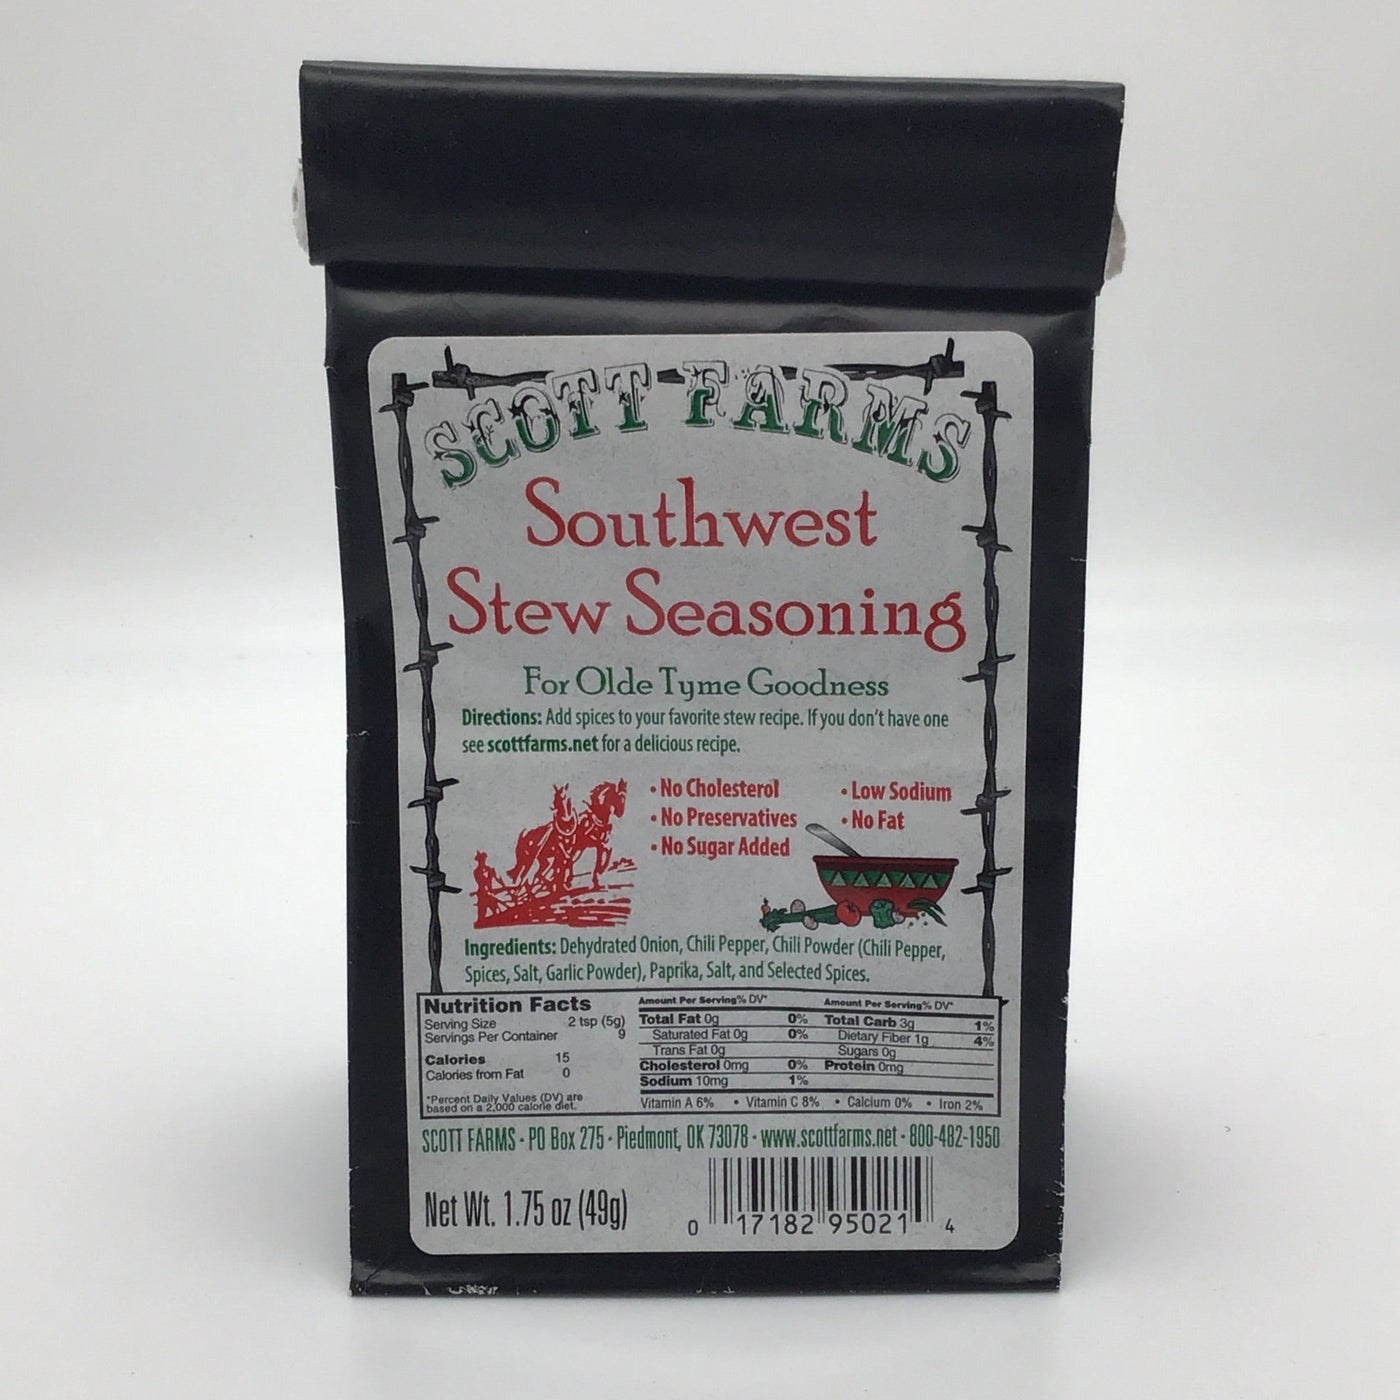 SCOTT FARMS
Southwest
Stew Seasoning
For Olde Tyme Goodness
Directions: Add spices to your favorite stew recipe. If you don't have one
see scottfarms.net for a delicious recipe.
• No Cholesterol
• No Preservatives
• No Sugar Added
• Low Sodium
• No Fat
Ingredients: Dehydrated Onion, Chili Pepper, Chili Powder (Chili Pepper,
Spices, Salt, Garlic Powder), Paprika, Salt, and Selected Spices.
Nutrition Facts
Serving Size 2 tsp (5g)
Servings Per Container 9
Calories 15
Calories from Fat 0
*Percent Daily Values (DV) are
based on a 2,000 calorie diet.
Amount Per Serving % DV*
Total Fat 0g 0%
Saturated Fat 0g 0%
Trans Fat 0g
Cholesterol 0mg 0%
Sodium 10mg 1%
Amount Per Serving % DV*
Total Carb 3g 1%
Dietary Fiber 1g 4%
Sugars 0g
Protein 0mg
Vitamin A 6% • Vitamin C 8% • Calcium 0% • Iron 2%
SCOTT FARMS • PO Box 275 • Piedmont, OK 73078 • www.scottfarms.net • 800-482-1950
Net Wt. 1.75 oz (49g)
0 17182 95021 4